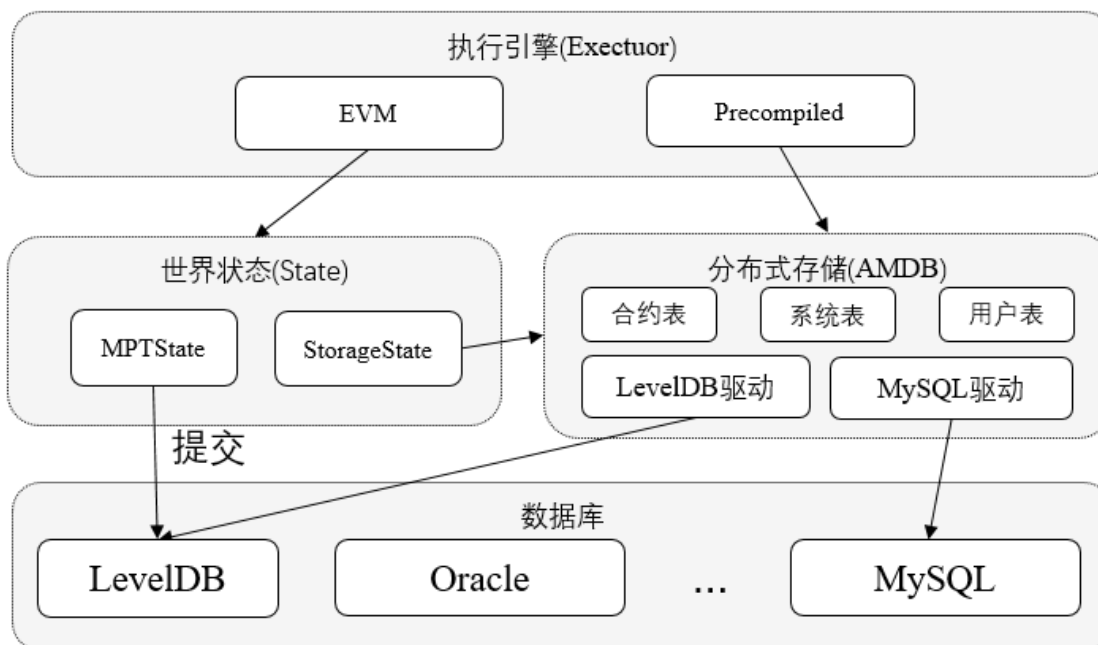 执行引擎(Exectuor)
EVM
Precompiled
世界状态(State)
MPTState
StorageState
分布式存储(AMDB)
合约表
系统表
用户表
LevelDB驱动
MySQL驱动
提交
数据库
LevelDB
Oracle
...
MySQL